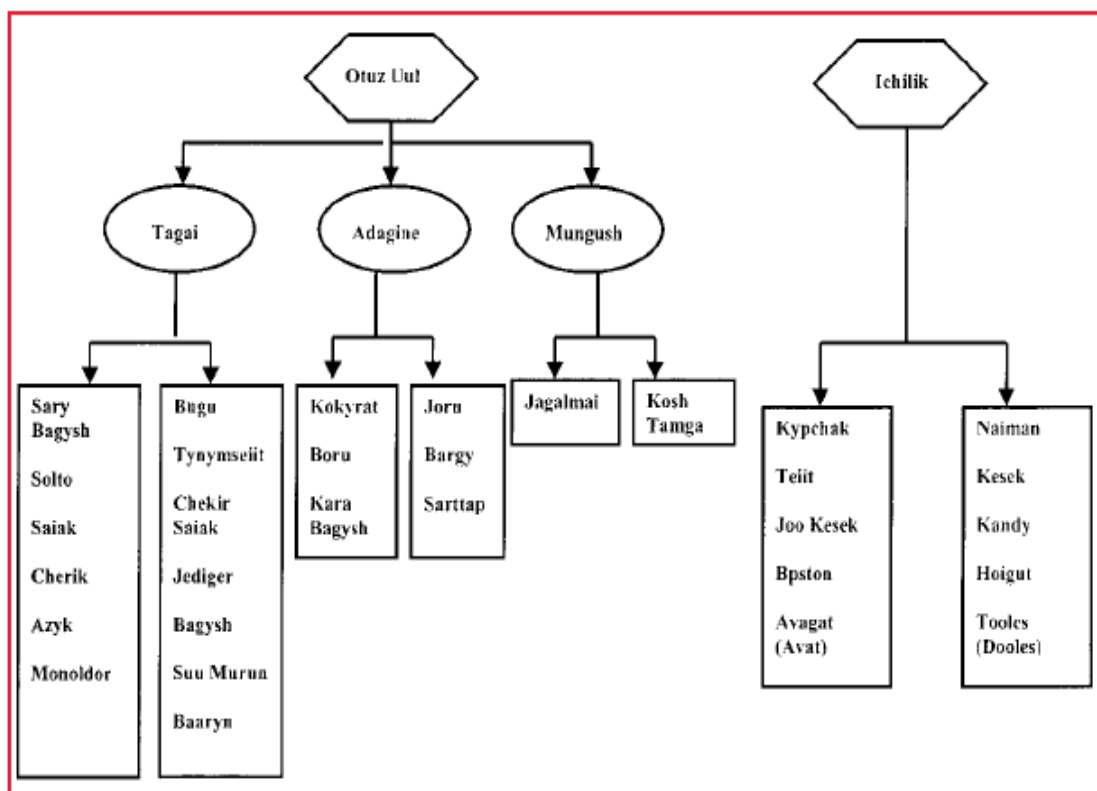 Otuz Uul
Ichilik
Tagai
Adagine
Mungush
Sary
Bagysh
Solto
Saiak
Cherik
Azyk
Monoldor
Bugu
Tynymseiit
Chekir
Saiak
Jediger
Bagysh
Suu Murun
Baaryn
Kokyrat
Boru
Kara
Bagysh
Joru
Bargy
Sarttap
Jagalmai
Kosh
Tamga
Kypchak
Teiit
Joo Kesek
Bpston
Avagat
(Avat)
Naiman
Kesek
Kandy
Hoigut
Tooles
(Dooles)